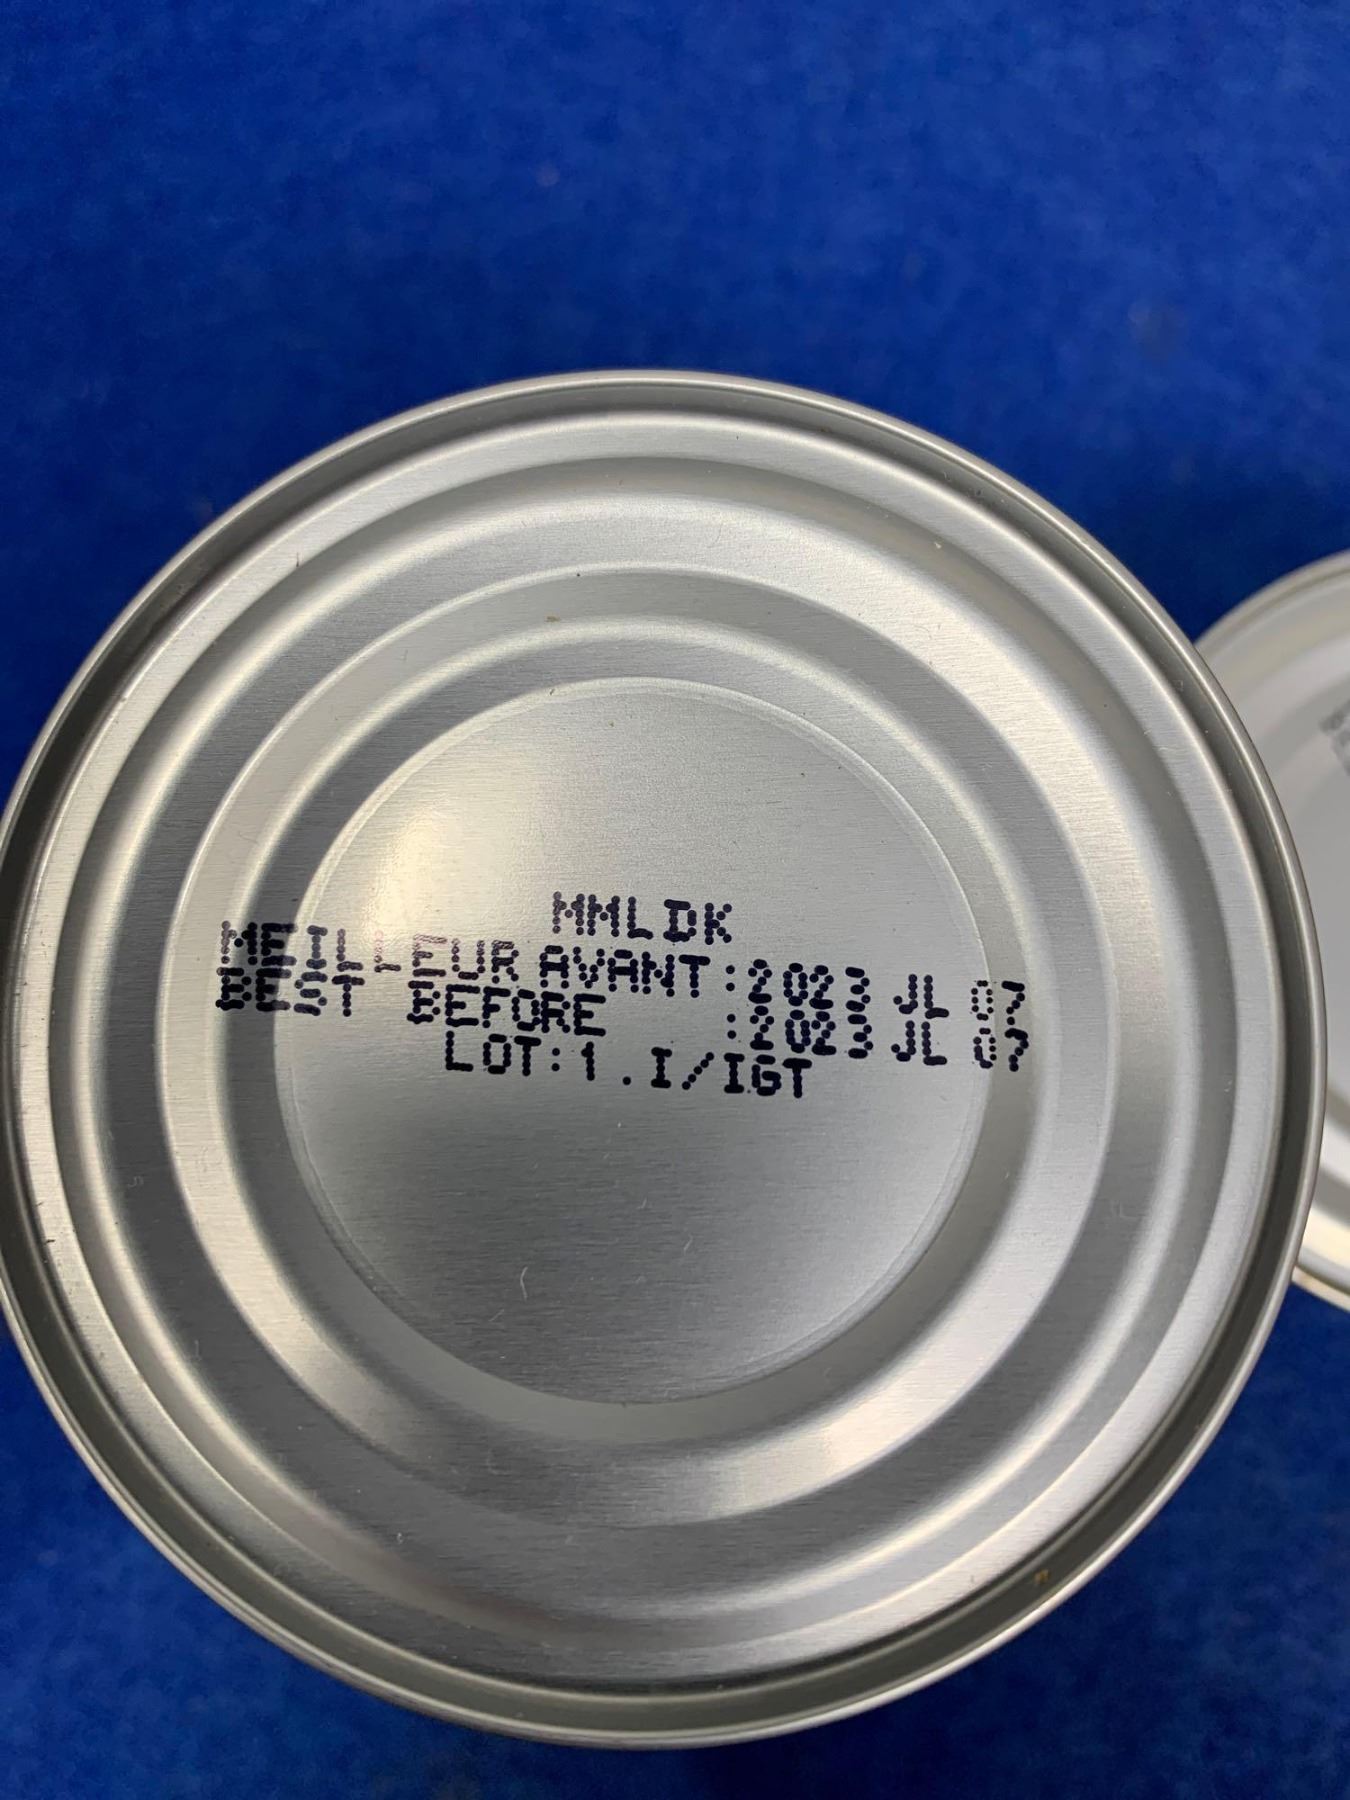 MMLDK
MEILLEUR AVANT:2023 JL 07
BEST BEFORE :2023 JL 07
LOT:1.I/IGT